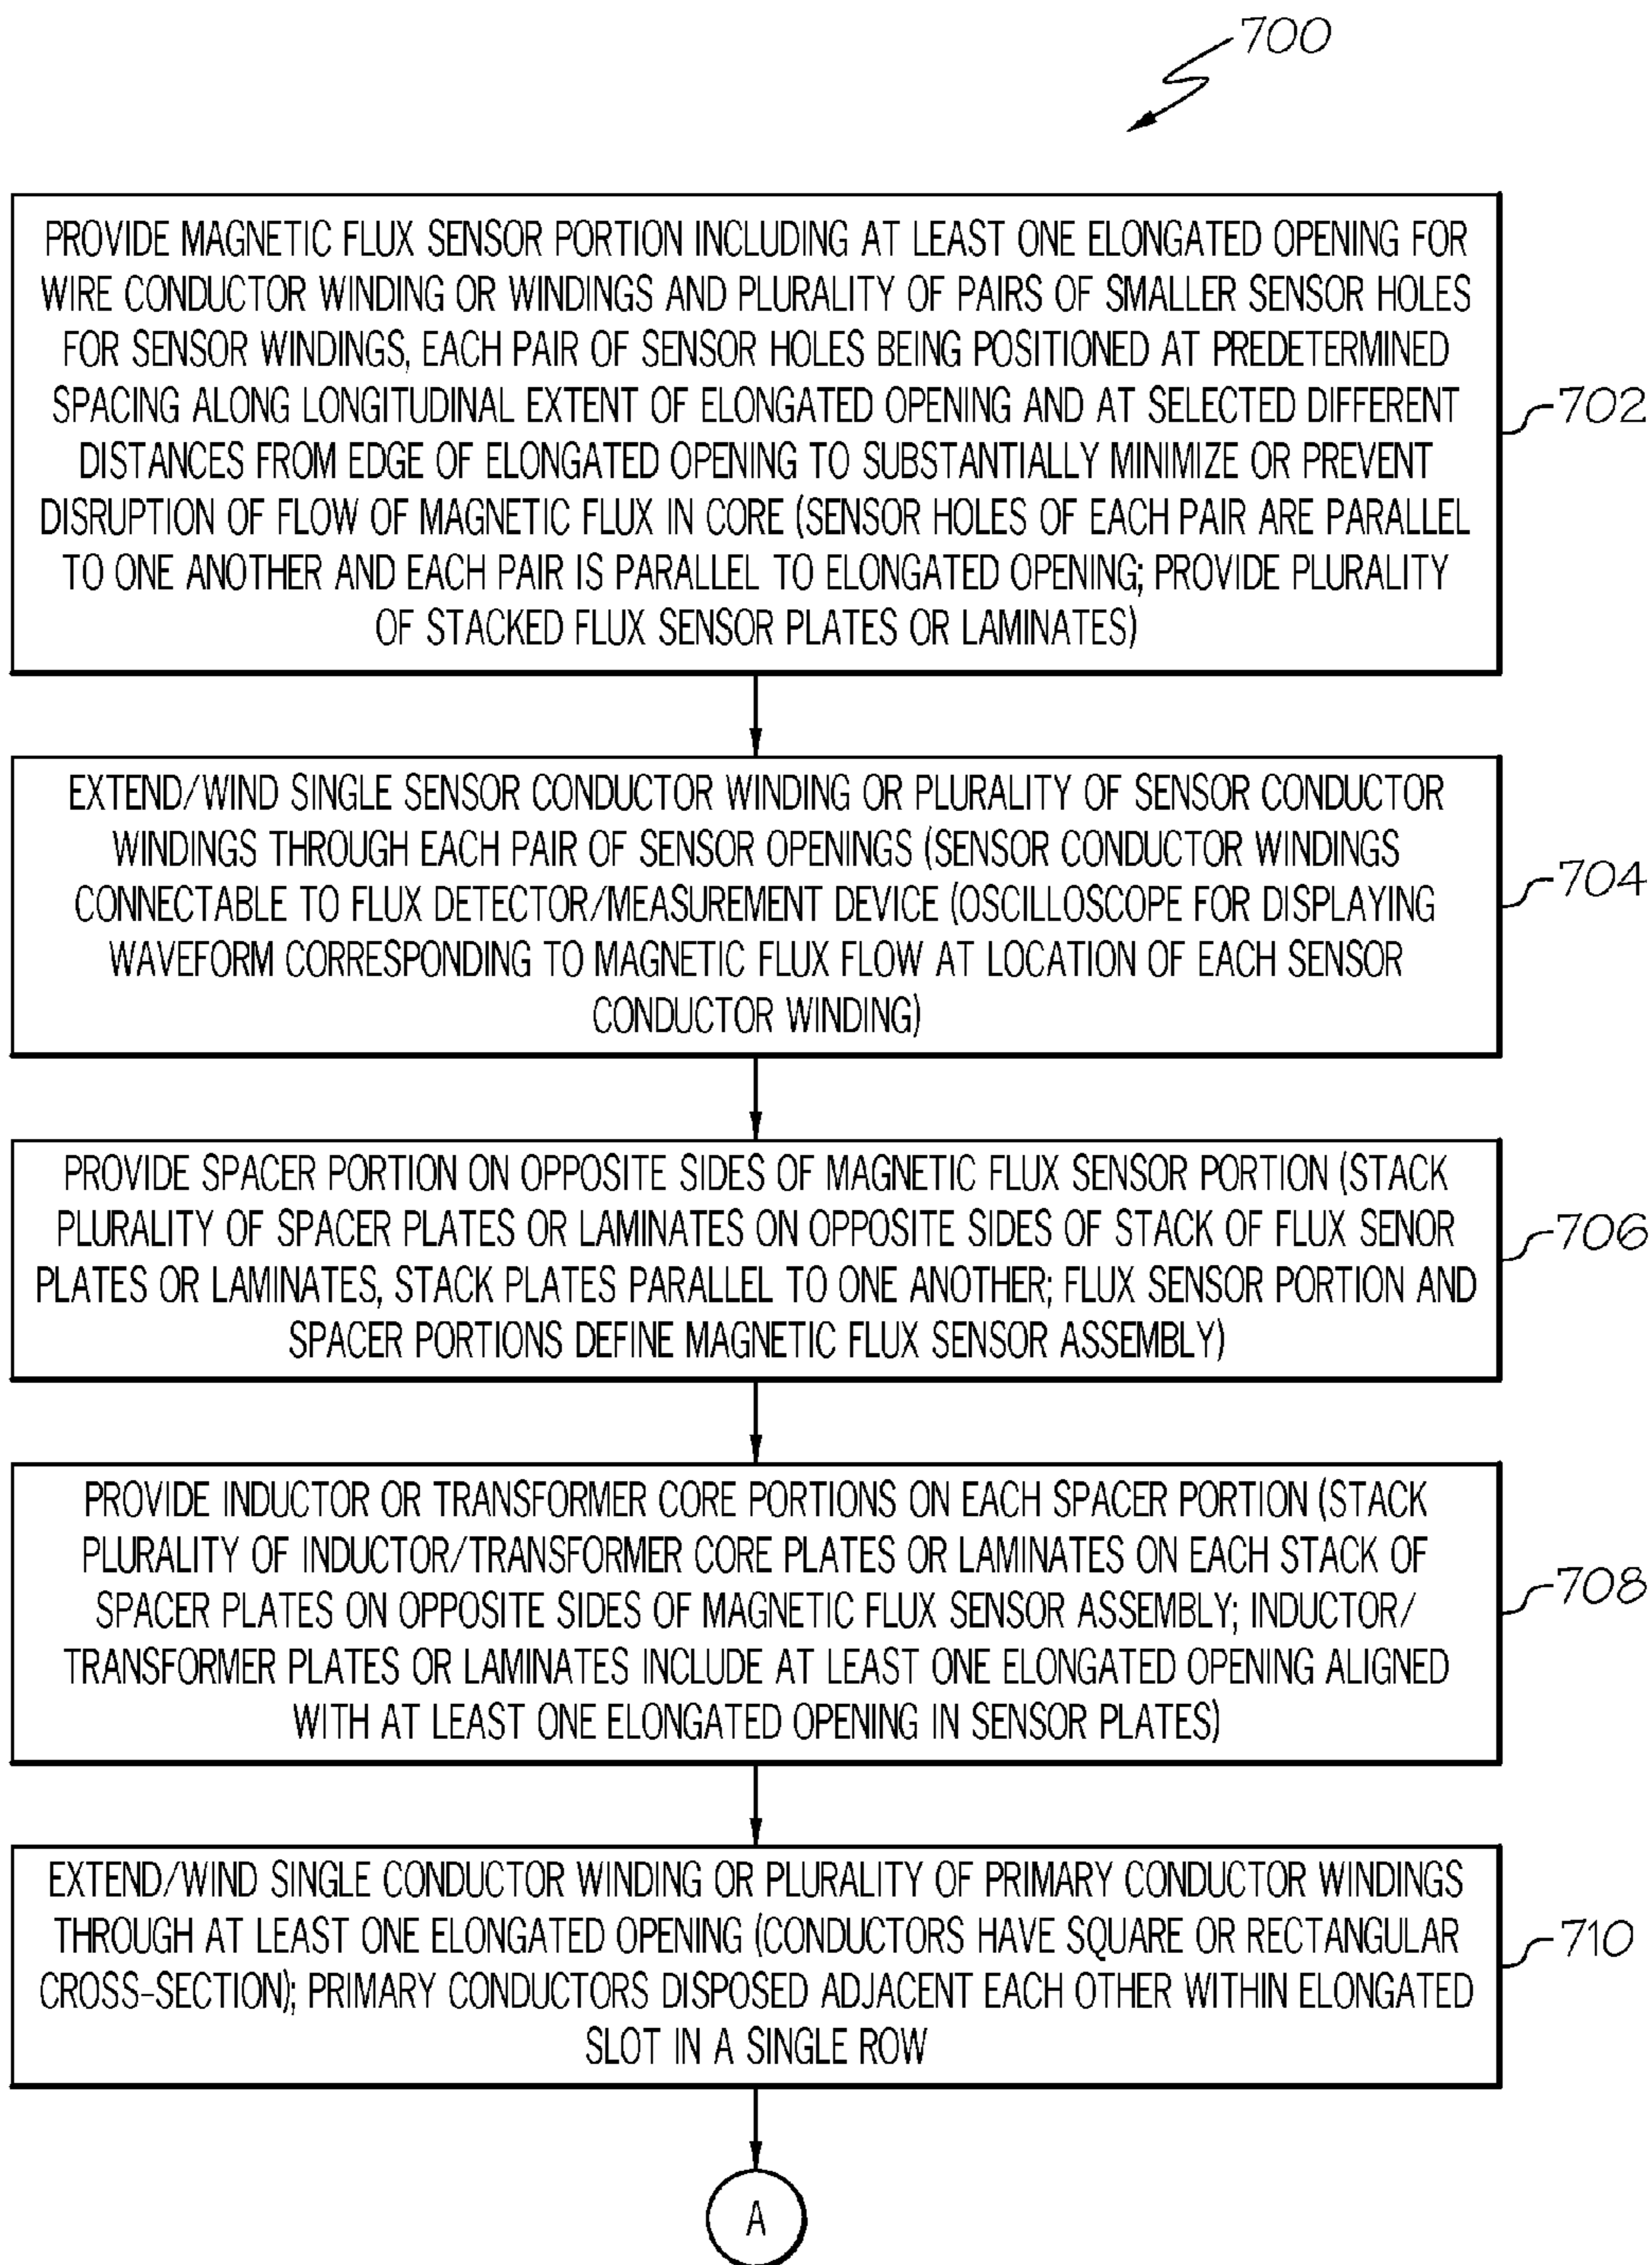 700
PROVIDE MAGNETIC FLUX SENSOR PORTION INCLUDING AT LEAST ONE ELONGATED OPENING FOR
WIRE CONDUCTOR WINDING OR WINDINGS AND PLURALITY OF PAIRS OF SMALLER SENSOR HOLES
FOR SENSOR WINDINGS, EACH PAIR OF SENSOR HOLES BEING POSITIONED AT PREDETERMINED
SPACING ALONG LONGITUDINAL EXTENT OF ELONGATED OPENING AND AT SELECTED DIFFERENT
DISTANCES FROM EDGE OF ELONGATED OPENING TO SUBSTANTIALLY MINIMIZE OR PREVENT
DISRUPTION OF FLOW OF MAGNETIC FLUX IN CORE (SENSOR HOLES OF EACH PAIR ARE PARALLEL
TO ONE ANOTHER AND EACH PAIR IS PARALLEL TO ELONGATED OPENING; PROVIDE PLURALITY
OF STACKED FLUX SENSOR PLATES OR LAMINATES)
702
EXTEND/WIND SINGLE SENSOR CONDUCTOR WINDING OR PLURALITY OF SENSOR CONDUCTOR
WINDINGS THROUGH EACH PAIR OF SENSOR OPENINGS (SENSOR CONDUCTOR WINDINGS
CONNECTABLE TO FLUX DETECTOR/MEASUREMENT DEVICE (OSCILLOSCOPE FOR DISPLAYING
WAVEFORM CORRESPONDING TO MAGNETIC FLUX FLOW AT LOCATION OF EACH SENSOR
CONDUCTOR WINDING)
704
PROVIDE SPACER PORTION ON OPPOSITE SIDES OF MAGNETIC FLUX SENSOR PORTION (STACK
PLURALITY OF SPACER PLATES OR LAMINATES ON OPPOSITE SIDES OF STACK OF FLUX SENOR
PLATES OR LAMINATES, STACK PLATES PARALLEL TO ONE ANOTHER; FLUX SENSOR PORTION AND
SPACER PORTIONS DEFINE MAGNETIC FLUX SENSOR ASSEMBLY)
706
PROVIDE INDUCTOR OR TRANSFORMER CORE PORTIONS ON EACH SPACER PORTION (STACK
PLURALITY OF INDUCTOR/TRANSFORMER CORE PLATES OR LAMINATES ON EACH STACK OF
SPACER PLATES ON OPPOSITE SIDES OF MAGNETIC FLUX SENSOR ASSEMBLY; INDUCTOR/
TRANSFORMER PLATES OR LAMINATES INCLUDE AT LEAST ONE ELONGATED OPENING ALIGNED
WITH AT LEAST ONE ELONGATED OPENING IN SENSOR PLATES)
708
EXTEND/WIND SINGLE CONDUCTOR WINDING OR PLURALITY OF PRIMARY CONDUCTOR WINDINGS
THROUGH AT LEAST ONE ELONGATED OPENING (CONDUCTORS HAVE SQUARE OR RECTANGULAR
CROSS-SECTION); PRIMARY CONDUCTORS DISPOSED ADJACENT EACH OTHER WITHIN ELONGATED
SLOT IN A SINGLE ROW
710
A